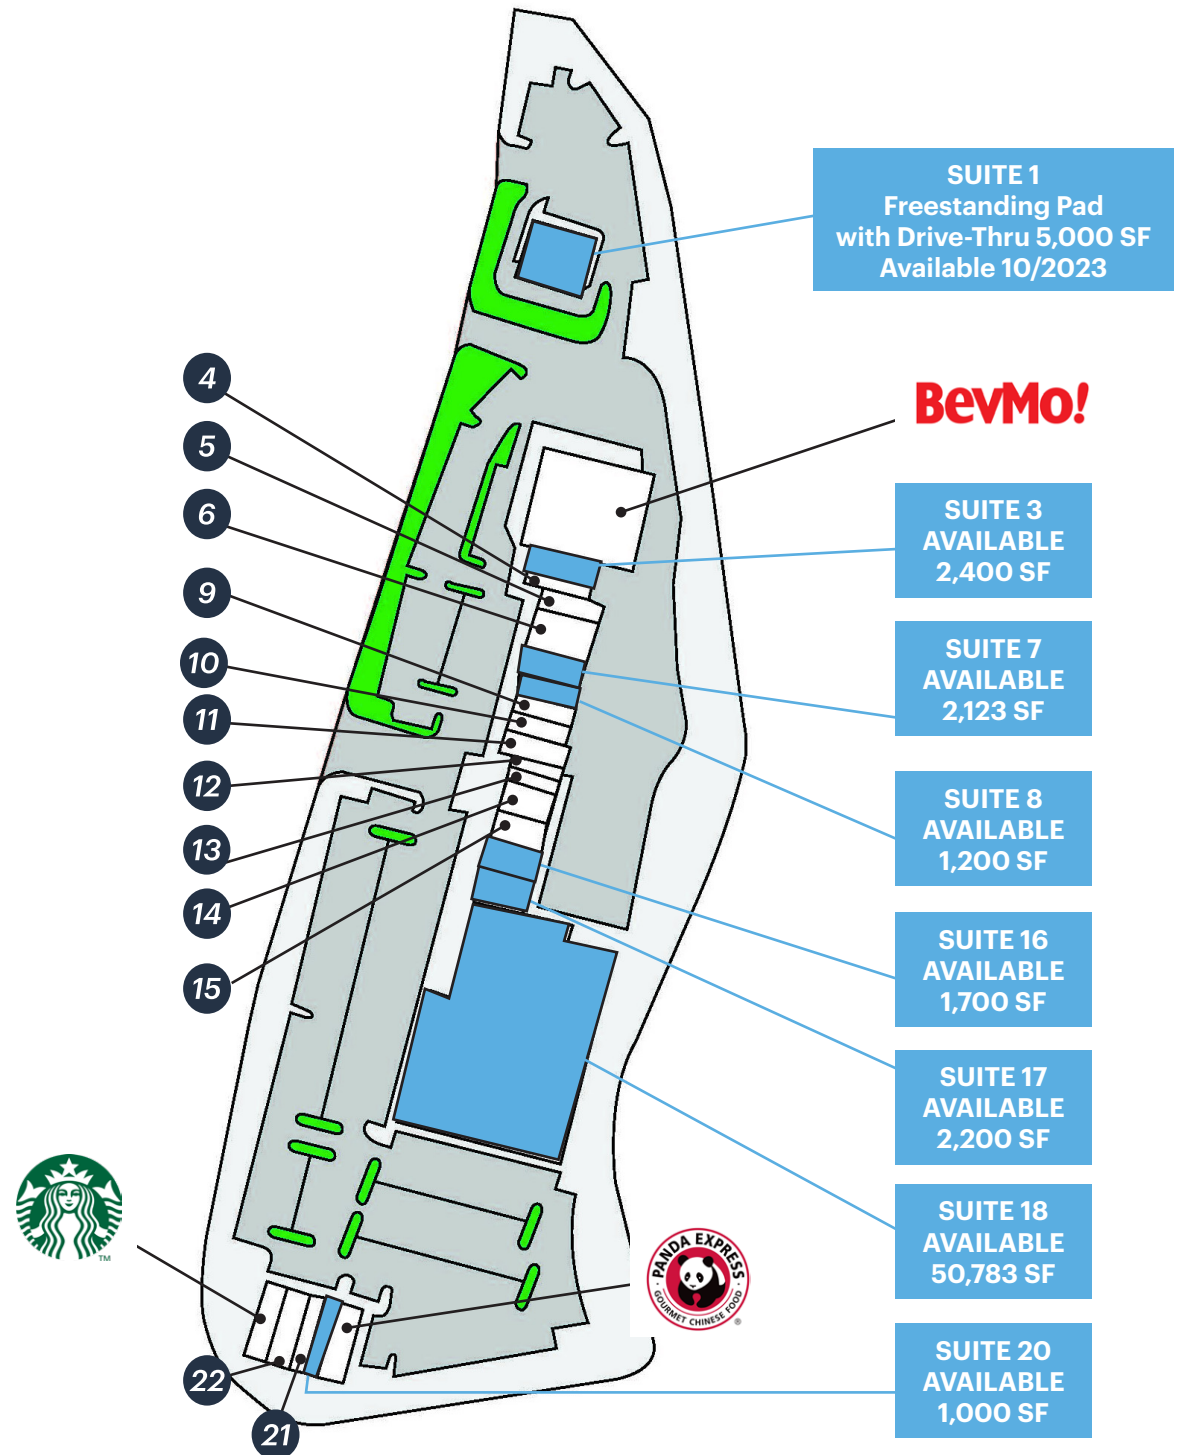 SUITE 1
Freestanding Pad
with Drive-Thru 5,000 SF
Available 10/2023
4
BevMo!
5
6
SUITE 3
AVAILABLE
2,400 SF
9
SUITE 7
AVAILABLE
2,123 SF
10
11
12
SUITE 8
AVAILABLE
1,200 SF
13
14
SUITE 16
AVAILABLE
1,700 SF
15
SUITE 17
AVAILABLE
2,200 SF
SUITE 18
AVAILABLE
50,783 SF
TM
PANDA EXPRESS
GOURMET CHINESE FOOD
®
SUITE 20
AVAILABLE
1,000 SF
22
21